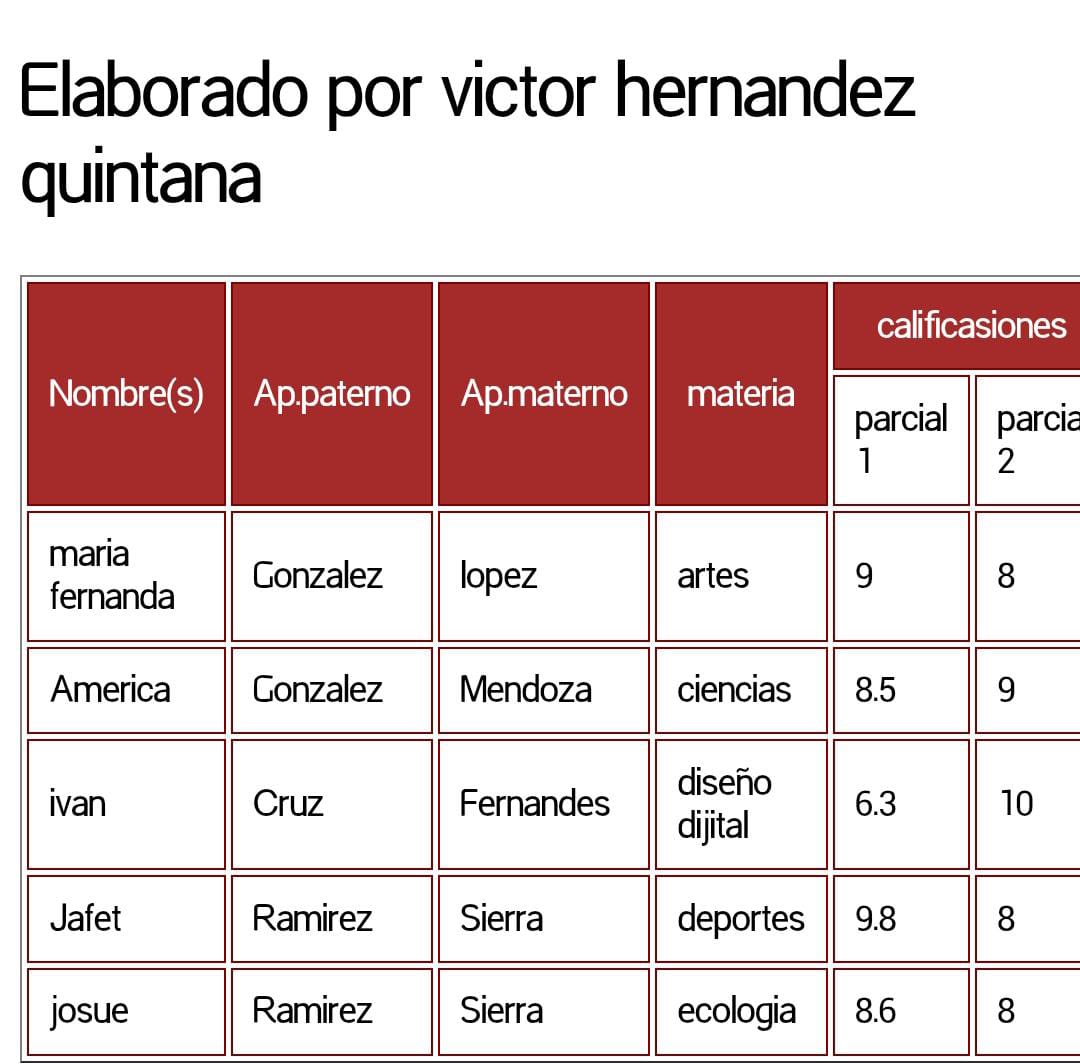 Elaborado por victor hernandez
quintana
calificasiones
Nombre(s) Ap.paterno Ap.materno materia
parcial
1
parcia
2
maria
fernanda
Gonzalez lopez artes 9 8
America Gonzalez Mendoza ciencias 8.5 9
ivan Cruz Fernandes
diseño
dijital
6.3 10
Jafet Ramirez Sierra deportes 9.8 8
josue Ramirez Sierra ecologia 8.6 8